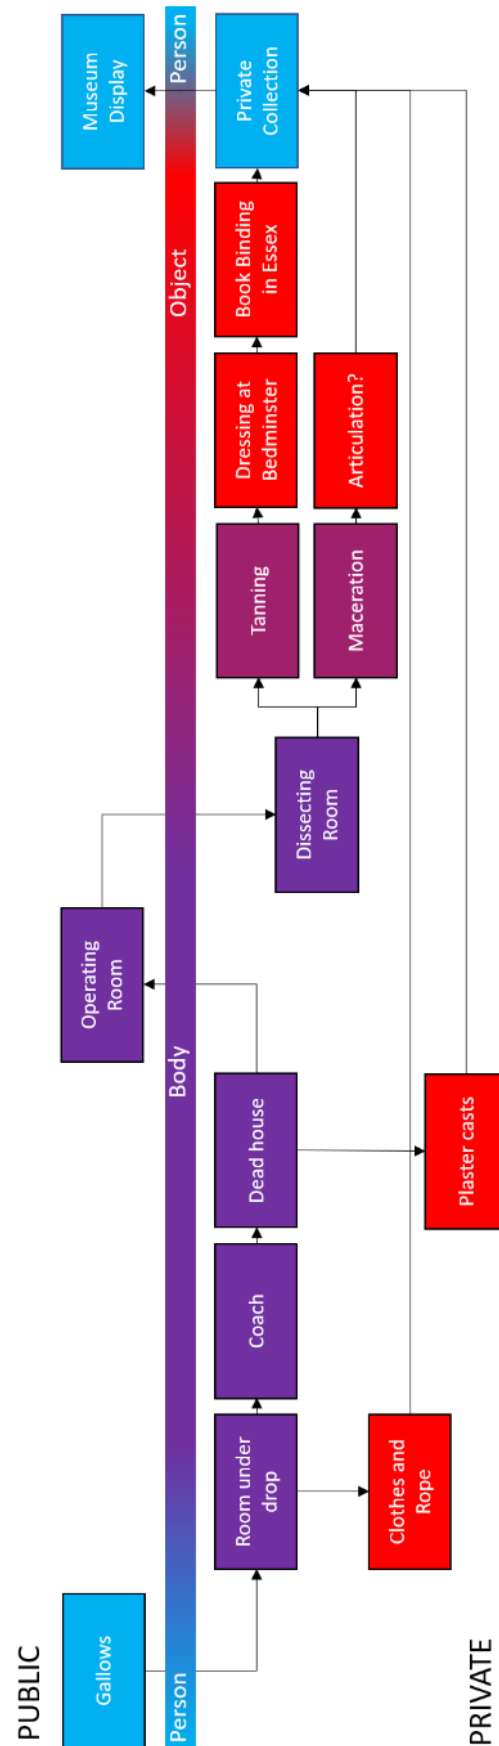 PUBLIC
Gallows
Operating
Room
Museum
Display
Person
Body
Object
Person
Room under
drop
Coach
Dead house
Dissecting
Room
Tanning
Dressing at
Bedminster
Book Binding
in Essex
Private
Collection
Maceration
Articulation?
Clothes and
Rope
Plaster casts
PRIVATE